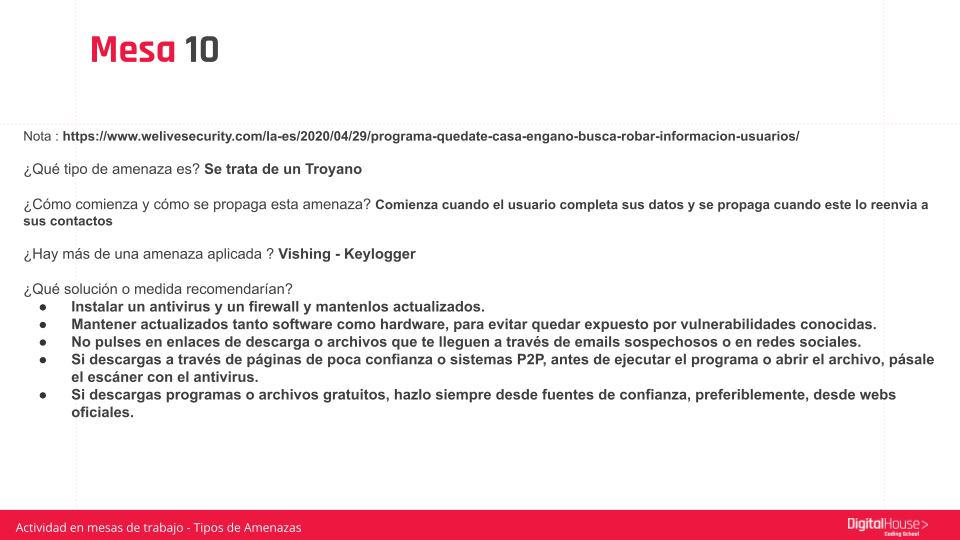 Mesa 10
Nota : https://www.welivesecurity.com/la-es/2020/04/29/programa-quedate-casa-engano-busca-robar-informacion-usuarios/
¿Qué tipo de amenaza es? Se trata de un Troyano
¿Cómo comienza y cómo se propaga esta amenaza? Comienza cuando el usuario completa sus datos y se propaga cuando este lo reenvia a
sus contactos
¿Hay más de una amenaza aplicada ? Vishing - Keylogger
¿Qué solución o medida recomendarían?
● Instalar un antivirus y un firewall y mantenlos actualizados.
● Mantener actualizados tanto software como hardware, para evitar quedar expuesto por vulnerabilidades conocidas.
● No pulses en enlaces de descarga o archivos que te lleguen a través de emails sospechosos o en redes sociales.
● Si descargas a través de páginas de poca confianza o sistemas P2P, antes de ejecutar el programa o abrir el archivo, pásale
el escáner con el antivirus.
● Si descargas programas o archivos gratuitos, hazlo siempre desde fuentes de confianza, preferiblemente, desde webs
oficiales.
Actividad en mesas de trabajo - Tipos de Amenazas
DigitalHouse>
Coding School